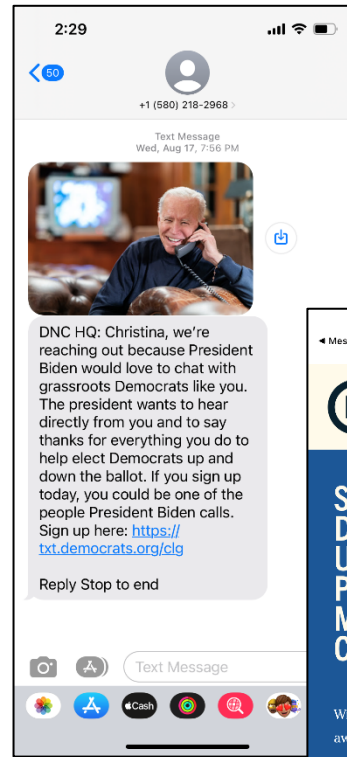 2:29
50
+1 (580) 218-2968
Text Message
Wed, Aug 17, 7:56 PM
DNC HQ: Christina, we're
reaching out because President
Biden would love to chat with
grassroots Democrats like you.
The president wants to hear
directly from you and to say
thanks for everything you do to
help elect Democrats up and
down the ballot. If you sign up
today, you could be one of the
people President Biden calls.
Sign up here: https://
txt.democrats.org/clg
Reply Stop to end
Text Message
Cash